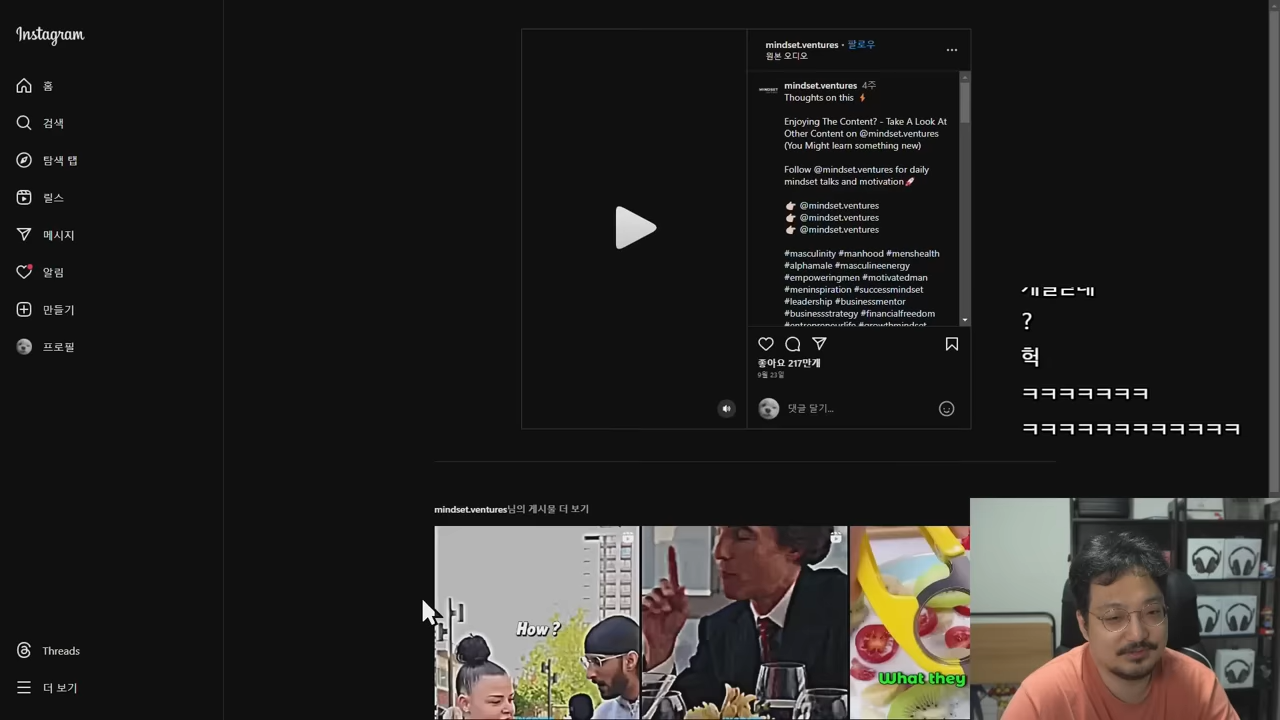 Instagram
홈
검색
탐색 탭
릴스
메시지
알림
만들기
프로필
Threads
더 보기
mindset.ventures • 팔로우
원본 오디오
MINDSET
mindset.ventures 4주
Thoughts on this ⚡
Enjoying The Content? - Take A Look At
Other Content on @mindset.ventures
(You Might learn something new)
Follow @mindset.ventures for daily
mindset talks and motivation🚀
👉🏻 @mindset.ventures
👉🏻 @mindset.ventures
👉🏻 @mindset.ventures
#masculinity #manhood #menshealth
#alphamale #masculineenergy
#empoweringmen #motivatedman
#meninspiration #successmindset
#leadership #businessmentor
#businessstrategy #financialfreedom
#entrepreneurlife #growthmindset
좋아요 217만개
9월 23일
댓글 달기...
?
헉
ㅋㅋㅋㅋㅋㅋㅋ
ㅋㅋㅋㅋㅋㅋㅋㅋㅋㅋㅋㅋ
mindset.ventures님의 게시물 더 보기
How ?
What they